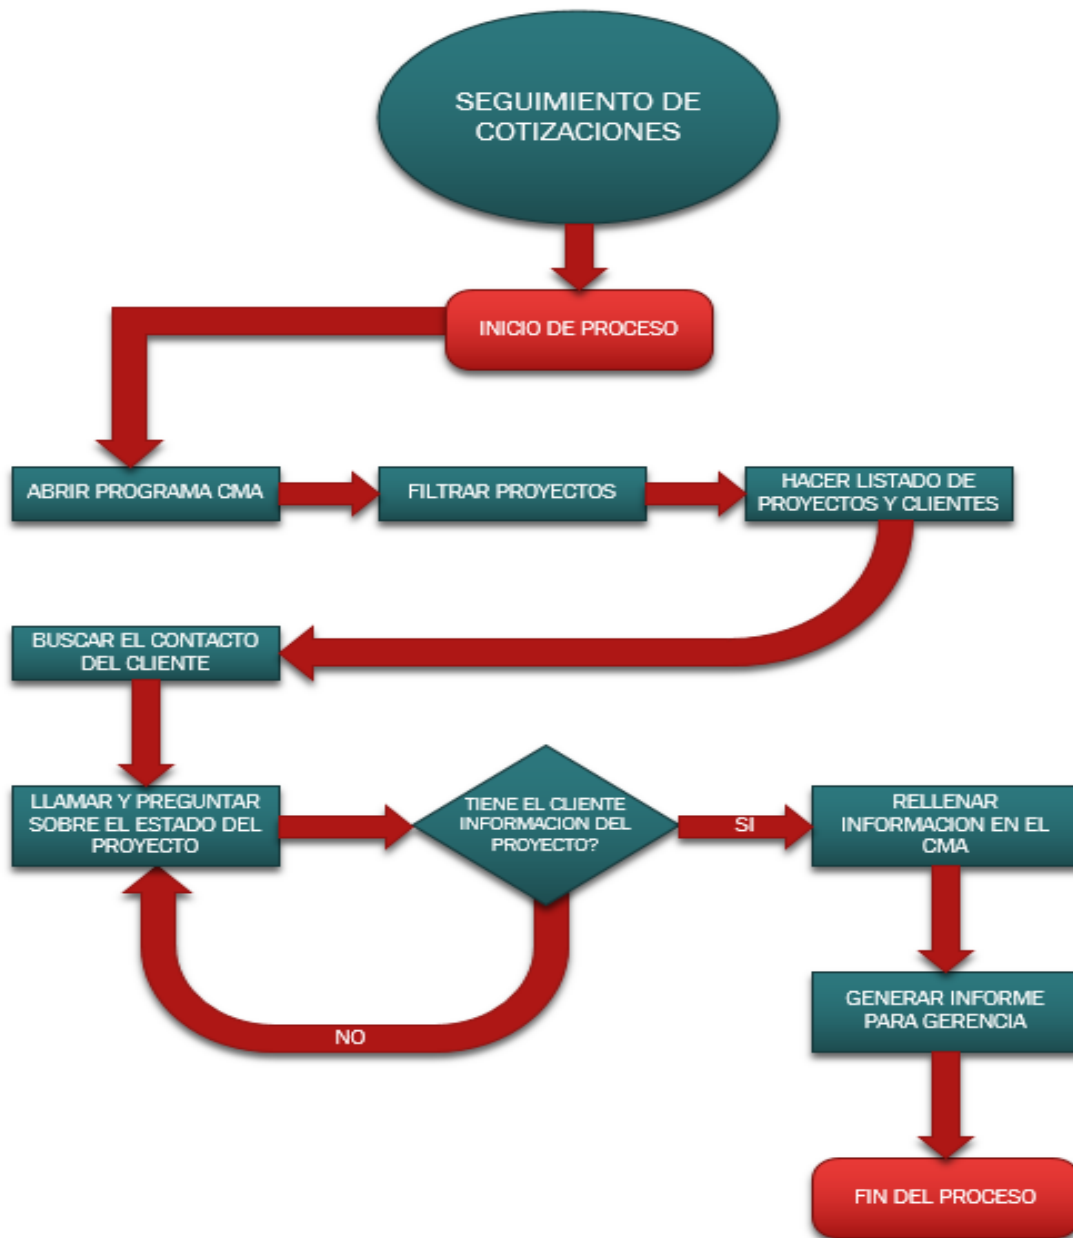 SEGUIMIENTO DE
COTIZACIONES
INICIO DE PROCESO
ABRIR PROGRAMA CMA
FILTRAR PROYECTOS
HACER LISTADO DE
PROYECTOS Y CLIENTES
BUSCAR EL CONTACTO
DEL CLIENTE
LLAMAR Y PREGUNTAR
SOBRE EL ESTADO DEL
PROYECTO
TIENE EL CLIENTE
INFORMACION DEL
PROYECTO?
SI
RELLENAR
INFORMACION EN EL
CMA
NO
GENERAR INFORME
PARA GERENCIA
FIN DEL PROCESO